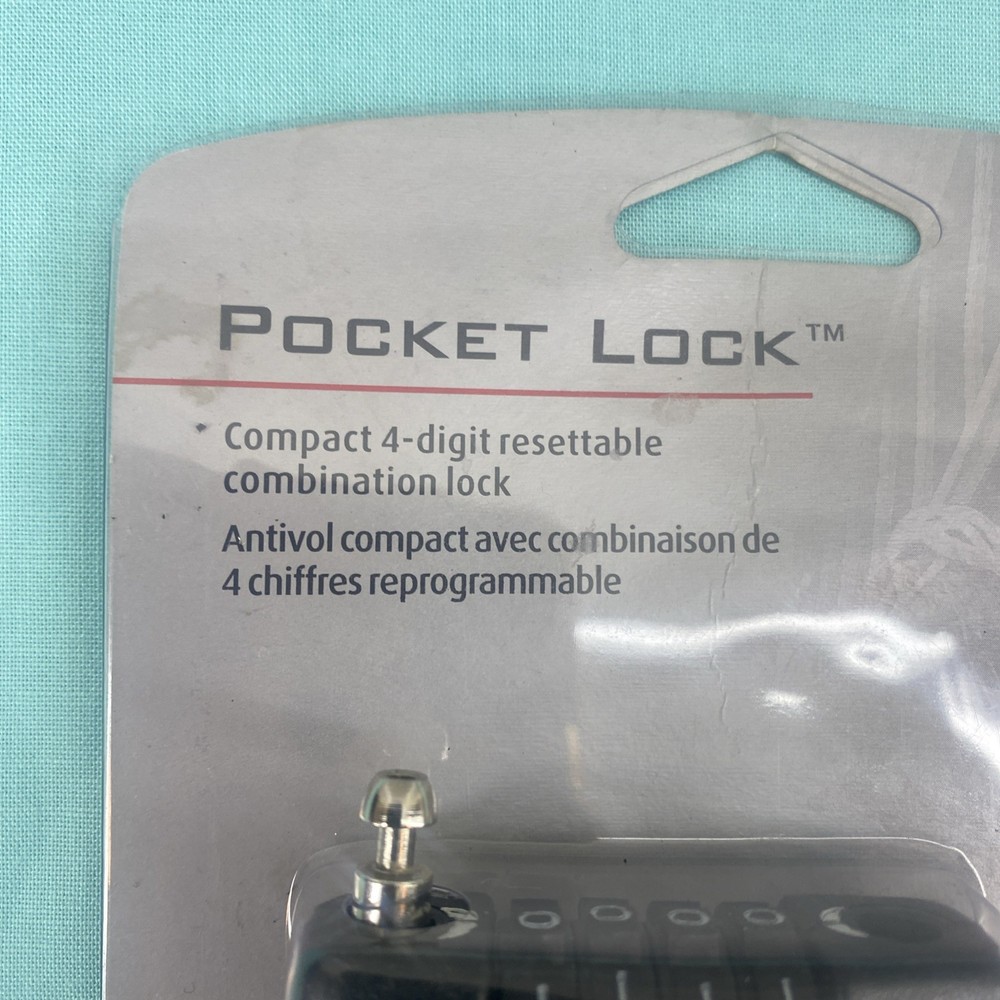 POCKET LOCK™
Compact 4-digit resettable
combination lock
Antivol compact avec combinaison de
4 chiffres reprogrammable